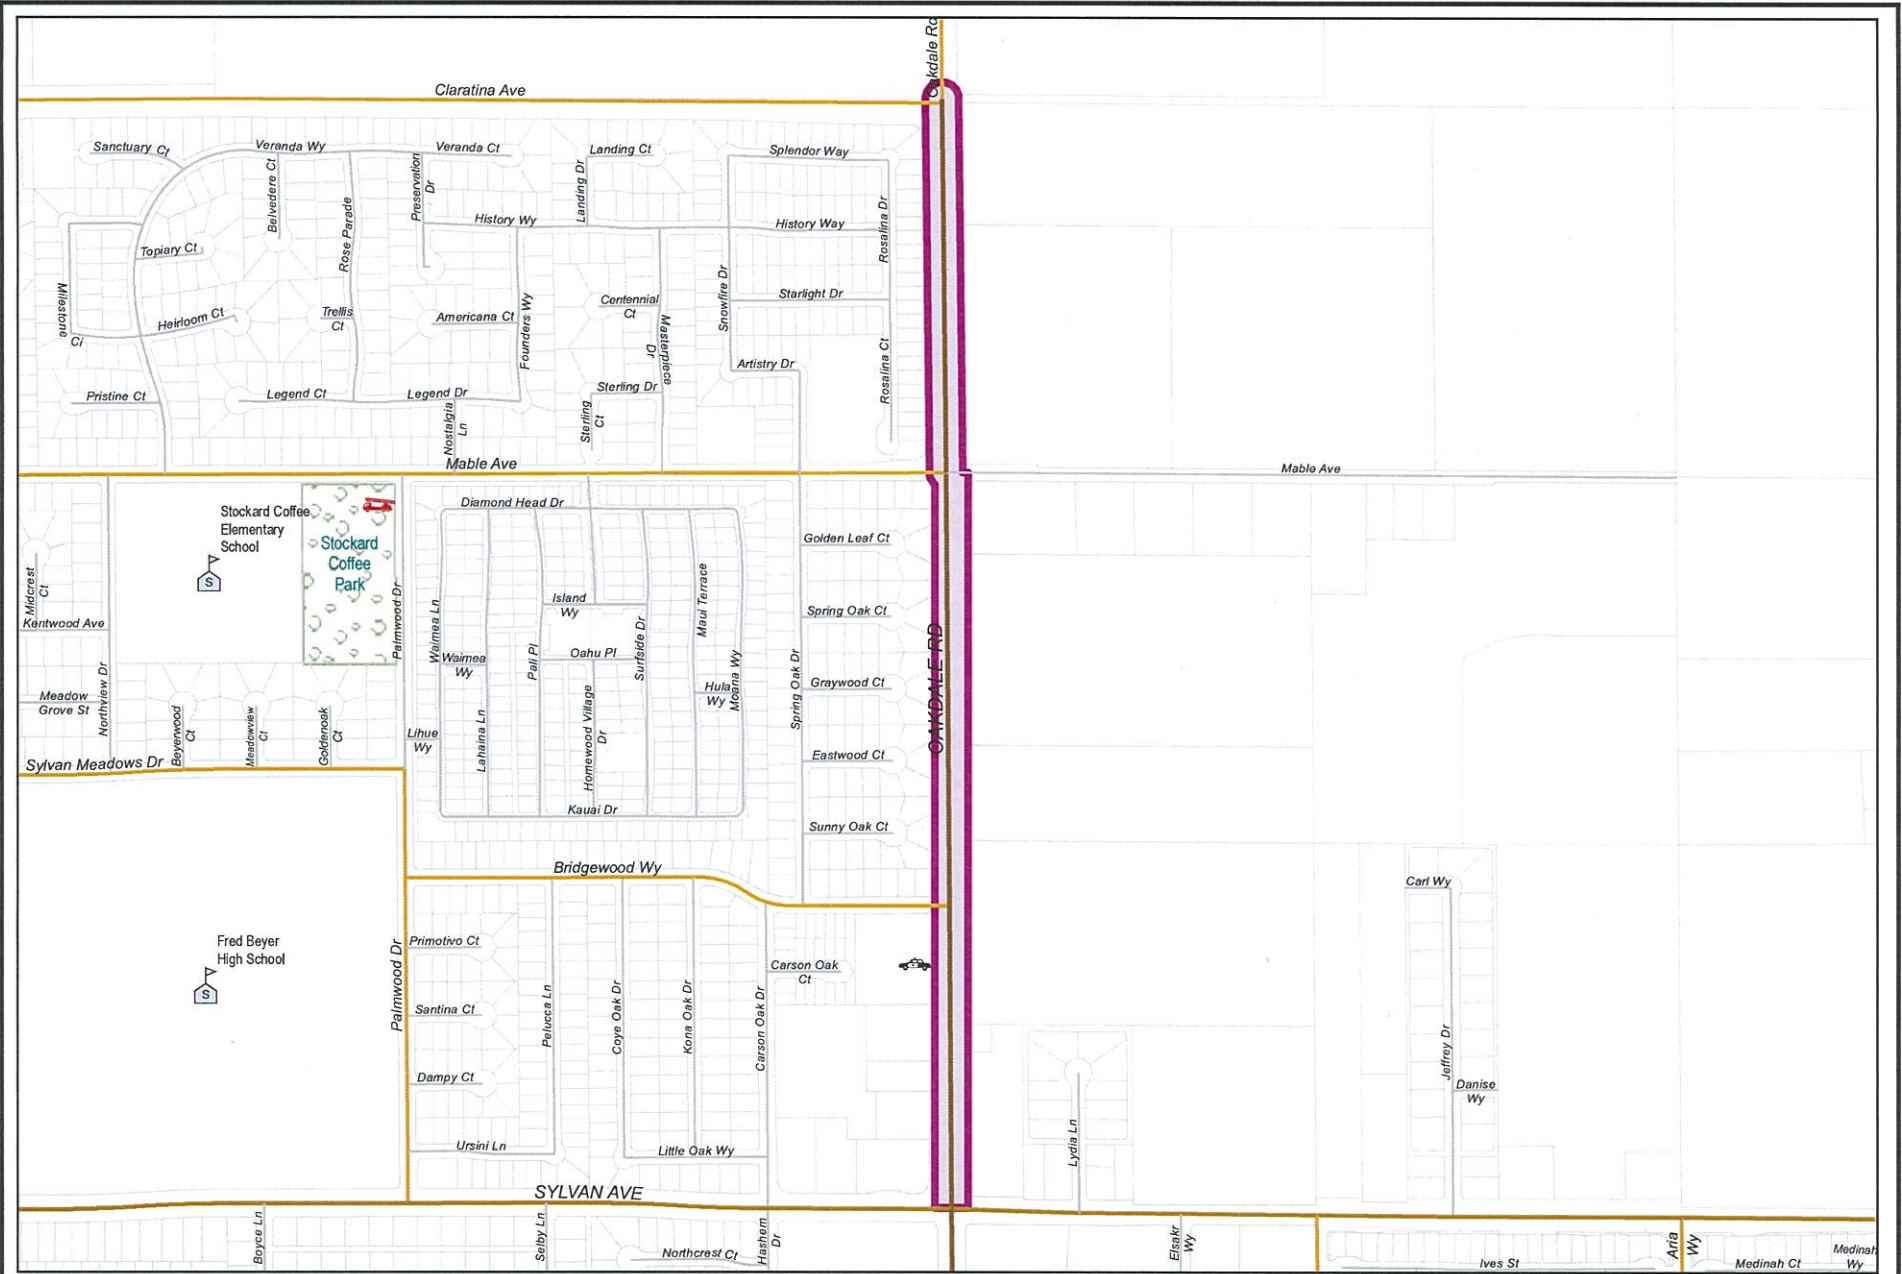 Oakdale Rd
Claratina Ave
Sanctuary Ct
Veranda Wy
Veranda Ct
Landing Ct
Splendor Way
Belvedere Ct
Preservation
Dr
Landing Dr
Rose Parade
History Wy
History Way
Rosalina Dr
Topiary Ct
Milestone
Ci
Heirloom Ct
Trellis
Ct
Americana Ct
Founders Wy
Centennial
Ct
Masterpiece
Dr
Snowfire Dr
Starlight Dr
Artistry Dr
Rosalina Ct
Pristine Ct
Legend Ct
Legend Dr
Nostalgia
Ln
Sterling Dr
Sterling
Ct
Mable Ave
Mable Ave
Stockard Coffee
Elementary
School
S
Stockard
Coffee
Park
Diamond Head Dr
Golden Leaf Ct
Midcrest
Ct
Kentwood Ave
Palmwood Dr
Waimea Ln
Island
Wy
Maui Terrace
Spring Oak Ct
OAKDALE RD
Waimea
Wy
Pali Pl
Oahu Pl
Surfside Dr
Hula
Wy
Moana Wy
Spring Oak Dr
Graywood Ct
Meadow
Grove St
Northview Dr
Beyerwood
Ct
Meadowview
Ct
Goldenoak
Ct
Lihue
Wy
Lahaina Ln
Homewood Village
Dr
Eastwood Ct
Sylvan Meadows Dr
Kauai Dr
Sunny Oak Ct
Bridgewood Wy
Carl Wy
Fred Beyer
High School
S
Palmwood Dr
Primotivo Ct
Carson Oak
Ct
Santina Ct
Pelucca Ln
Coye Oak Dr
Kona Oak Dr
Carson Oak Dr
Dampy Ct
Jeffrey Dr
Danise
Wy
Lydia Ln
Ursini Ln
Little Oak Wy
SYLVAN AVE
Boyce Ln
Selby Ln
Northcrest Ct
Hashem
Dr
Elsakr
Wy
Ives St
Aria
Wy
Medinah Ct
Medinah
Wy